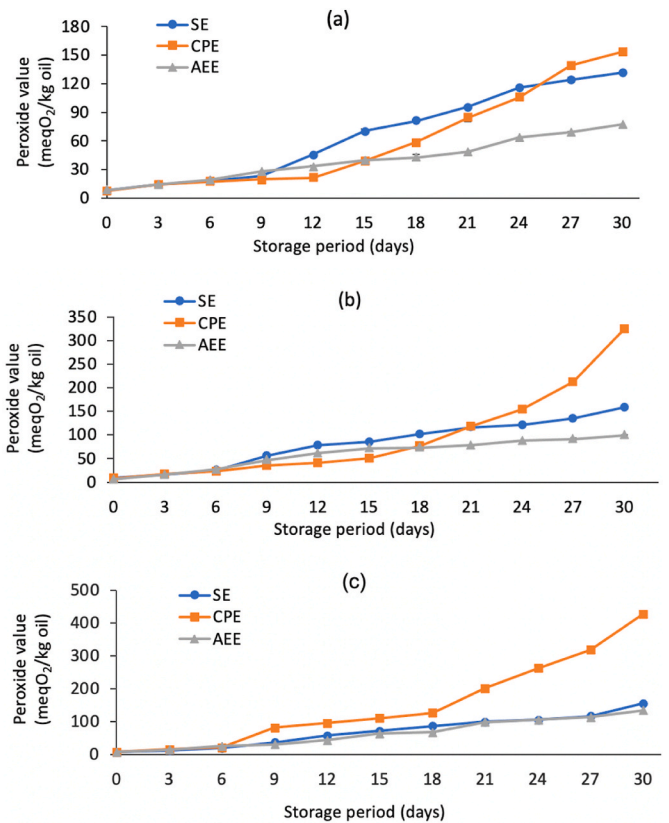 (a)
SE
CPE
AEE
Peroxide value
(meqO₂/kg oil)
180
150
120
90
60
30
0
0 3 6 9 12 15 18 21 24 27 30
Storage period (days)
(b)
SE
CPE
AEE
Peroxide value
(meqO₂/kg oil)
350
300
250
200
150
100
50
0
0 3 6 9 12 15 18 21 24 27 30
Storage period (days)
(c)
SE
CPE
AEE
Peroxide value
(meqO₂/kg oil)
500
400
300
200
100
0
0 3 6 9 12 15 18 21 24 27 30
Storage period (days)